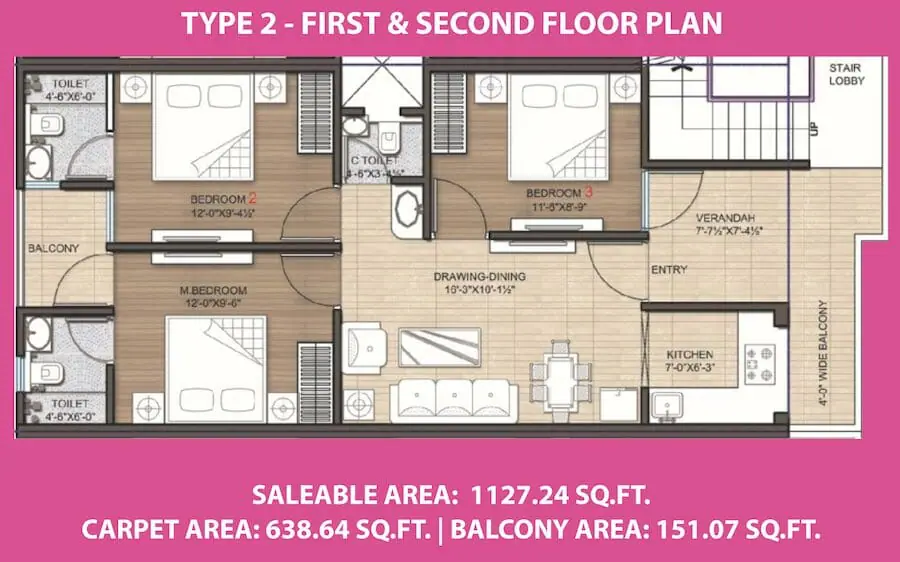 TYPE 2 - FIRST & SECOND FLOOR PLAN
TOILET
4'-6"X6'-0"
BEDROOM 2
12'-0"X9'-4½"
C TOILET
4'-6"X3'-4½"
BEDROOM 3
11'-6"X8'-9"
STAIR
LOBBY
UP
VERANDAH
7'-7½"X7'-4½"
BALCONY
M.BEDROOM
12'-0"X9'-6"
DRAWING-DINING
16'-3"X10'-1½"
ENTRY
KITCHEN
7'-0"X6'-3"
4'-0" WIDE BALCONY
TOILET
4'-6"X6'-0"
SALEABLE AREA: 1127.24 SQ.FT.
CARPET AREA: 638.64 SQ.FT. | BALCONY AREA: 151.07 SQ.FT.